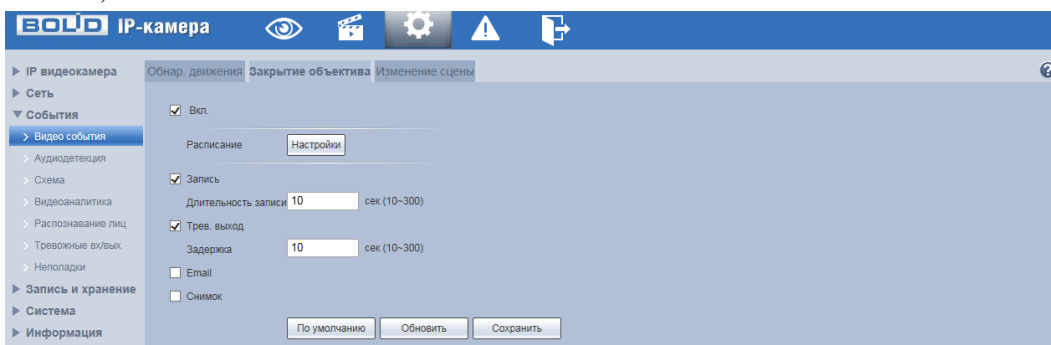 BOLID IP-камера
IP видеокамера
Сеть
События
Видео события
Аудиодетекция
Схема
Видеоаналитика
Распознавание лиц
Тревожные вх/вых
Неполадки
Запись и хранение
Система
Информация
Обнар. движения Закрытие объектива Изменение сцены
Вкл.
Расписание Настройки
Запись
Длительность записи 10 сек (10~300)
Трев. выход
Задержка 10 сек (10~300)
Email
Снимок
По умолчанию Обновить Сохранить